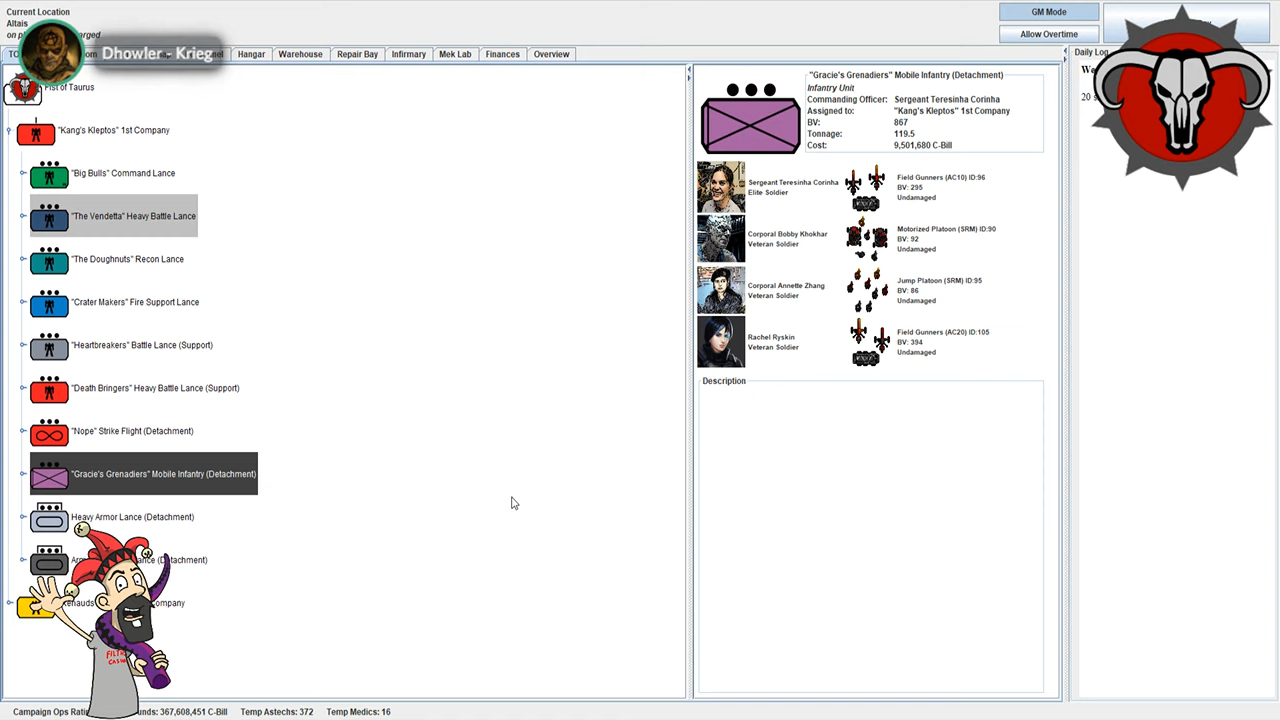 Current Location
Altais
GM Mode
Allow Overtime
Dhowler - Krieg
Hangar
Warehouse
Repair Bay
Infirmary
Mek Lab
Finances
Overview
Daily Log
Fist of Taurus
"Kang's Kleptos" 1st Company
"Big Bulls" Command Lance
"The Vendetta" Heavy Battle Lance
"The Doughnuts" Recon Lance
"Crater Makers" Fire Support Lance
"Heartbreakers" Battle Lance (Support)
"Death Bringers" Heavy Battle Lance (Support)
"Nope" Strike Flight (Detachment)
"Gracie's Grenadiers" Mobile Infantry (Detachment)
Heavy Armor Lance (Detachment)
"Gracie's Grenadiers" Mobile Infantry (Detachment)
Infantry Unit
Commanding Officer: Sergeant Teresinha Corinha
Assigned to: "Kang's Kleptos" 1st Company
BV: 867
Tonnage: 119.5
Cost: 9,501,680 C-Bill
Sergeant Teresinha Corinha
Elite Soldier
Field Gunners (AC10) ID:96
BV: 295
Undamaged
Corporal Bobby Khokhar
Veteran Soldier
Motorized Platoon (SRM) ID:90
BV: 92
Undamaged
Corporal Annette Zhang
Veteran Soldier
Jump Platoon (SRM) ID:95
BV: 86
Undamaged
Rachel Ryskin
Veteran Soldier
Field Gunners (AC20) ID:105
BV: 394
Undamaged
Description
Campaign Ops 367,608,451 C-Bill
Temp Astechs: 372
Temp Medics: 16